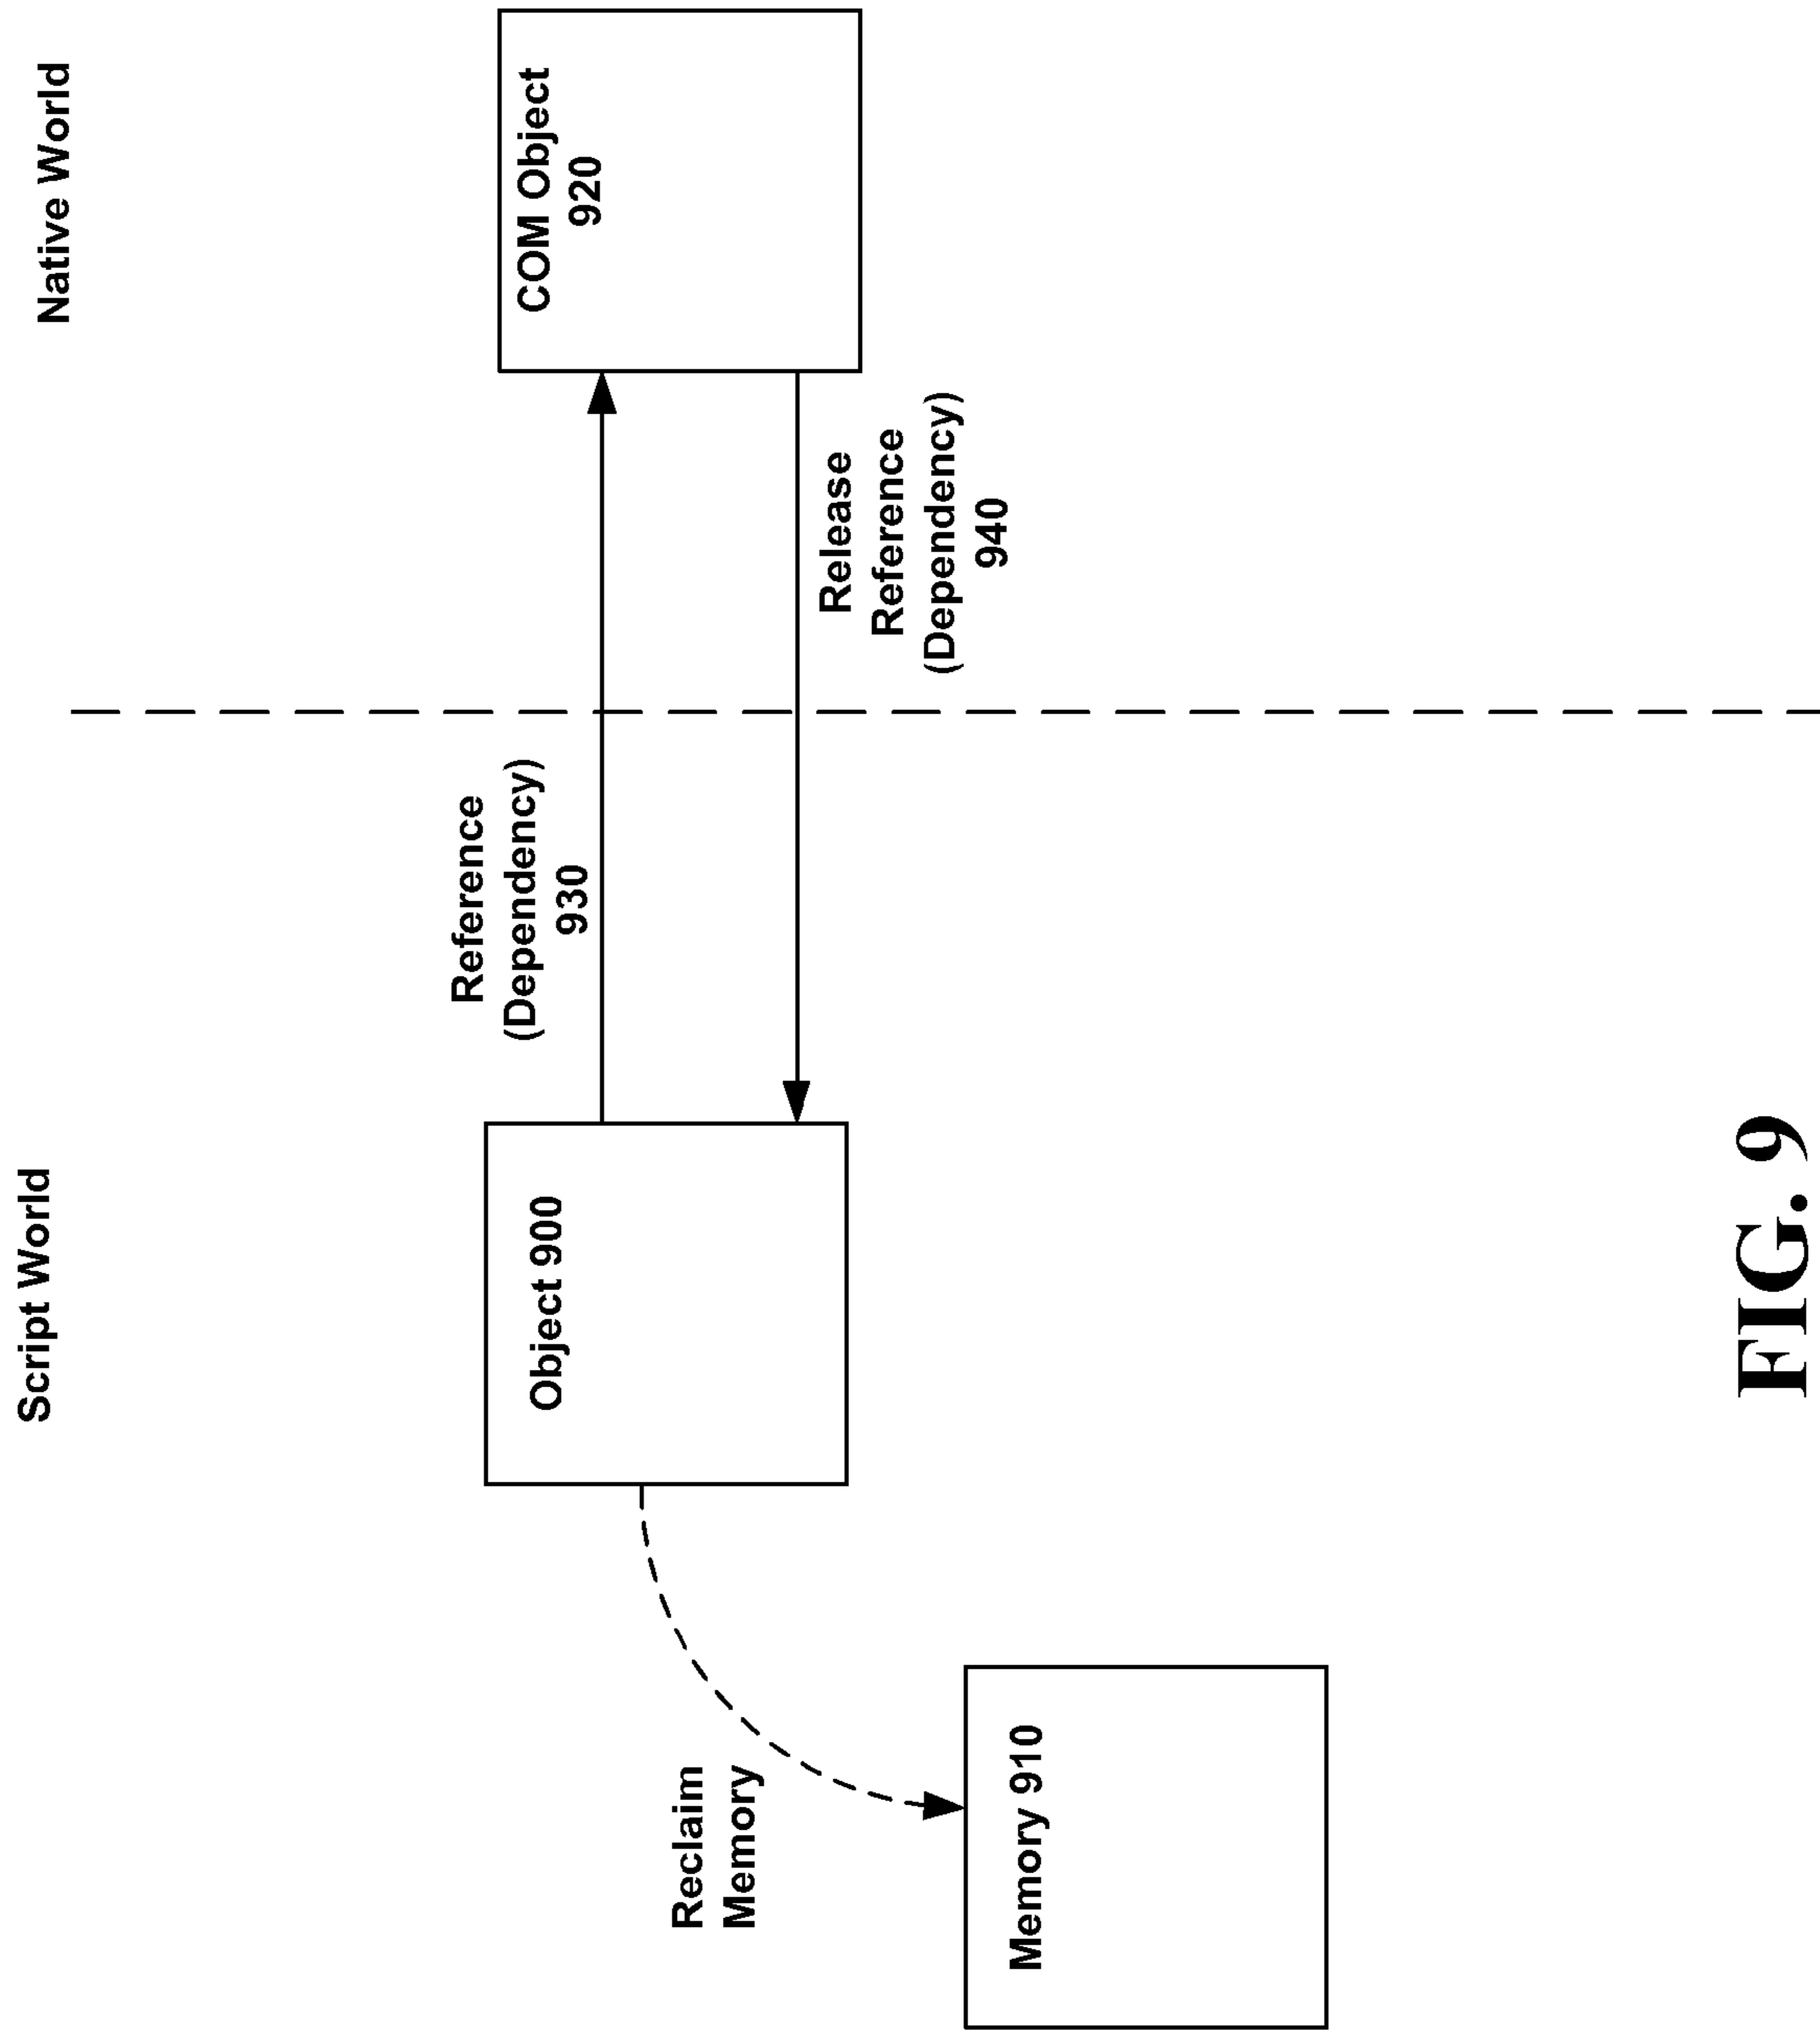 Script World
Native World
Reference
(Dependency)
930
COM Object
920
Object 900
Release
Reference
(Dependency)
940
Reclaim
Memory
Memory 910
FIG. 9